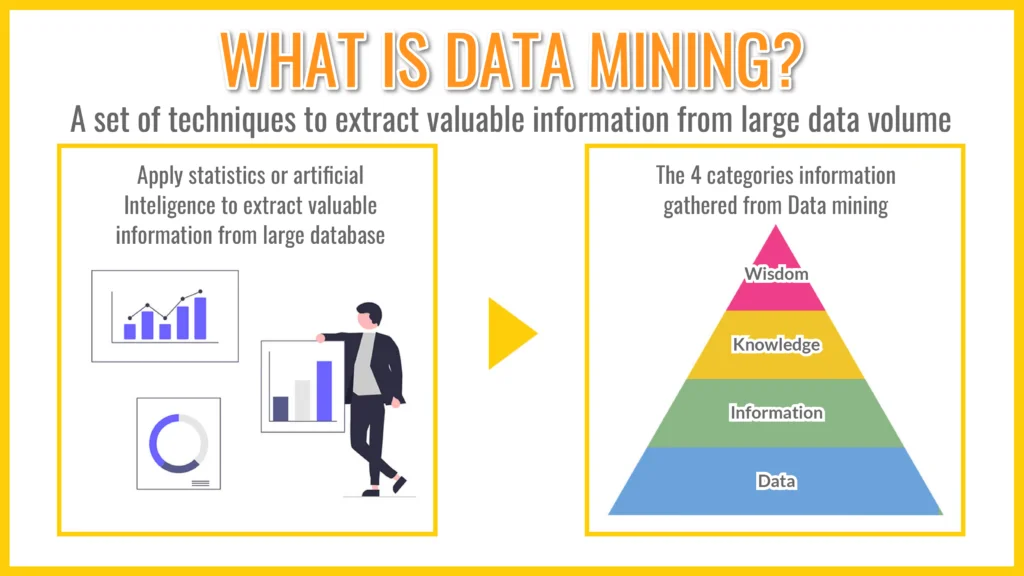 WHAT IS DATA MINING?
A set of techniques to extract valuable information from large data volume
Apply statistics or artificial
Inteligence to extract valuable
information from large database
The 4 categories information
gathered from Data mining
Wisdom
Knowledge
Information
Data